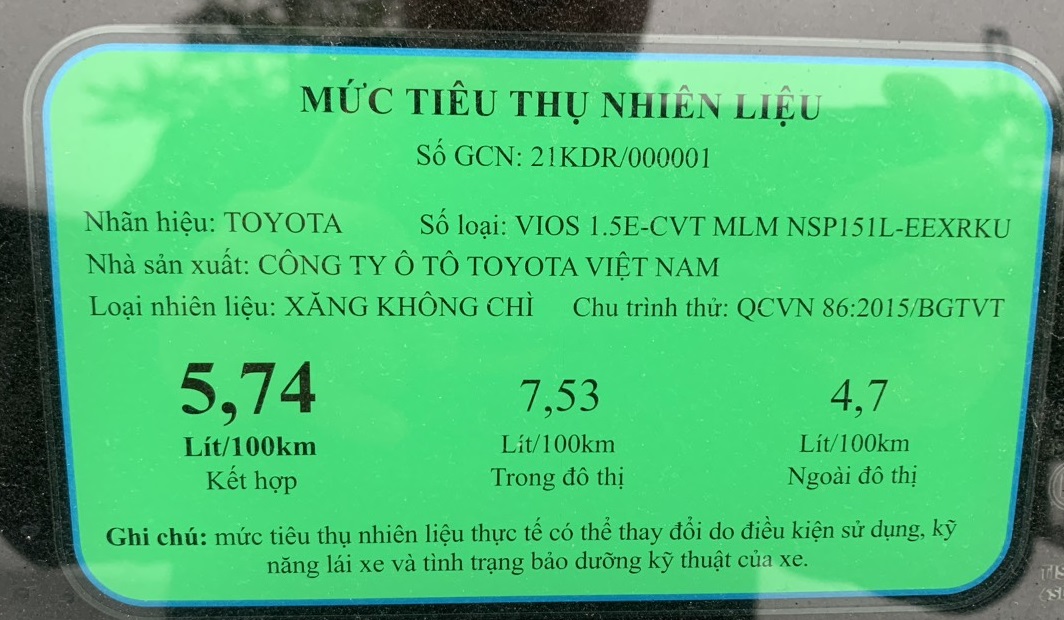 MỨC TIÊU THỤ NHIÊN LIỆU
Số GCN: 21KDR/000001
Nhãn hiệu: TOYOTA Số loại: VIOS 1.5E-CVT MLM NSP151L-EEXRKU
Nhà sản xuất: CÔNG TY Ô TÔ TOYOTA VIỆT NAM
Loại nhiên liệu: XĂNG KHÔNG CHÌ Chu trình thử: QCVN 86:2015/BGTVT
5,74 7,53 4,7
Lít/100km Lít/100km Lít/100km
Kết hợp Trong đô thị Ngoài đô thị
Ghi chú: mức tiêu thụ nhiên liệu thực tế có thể thay đổi do điều kiện sử dụng, kỹ
năng lái xe và tình trạng bảo dưỡng kỹ thuật của xe.